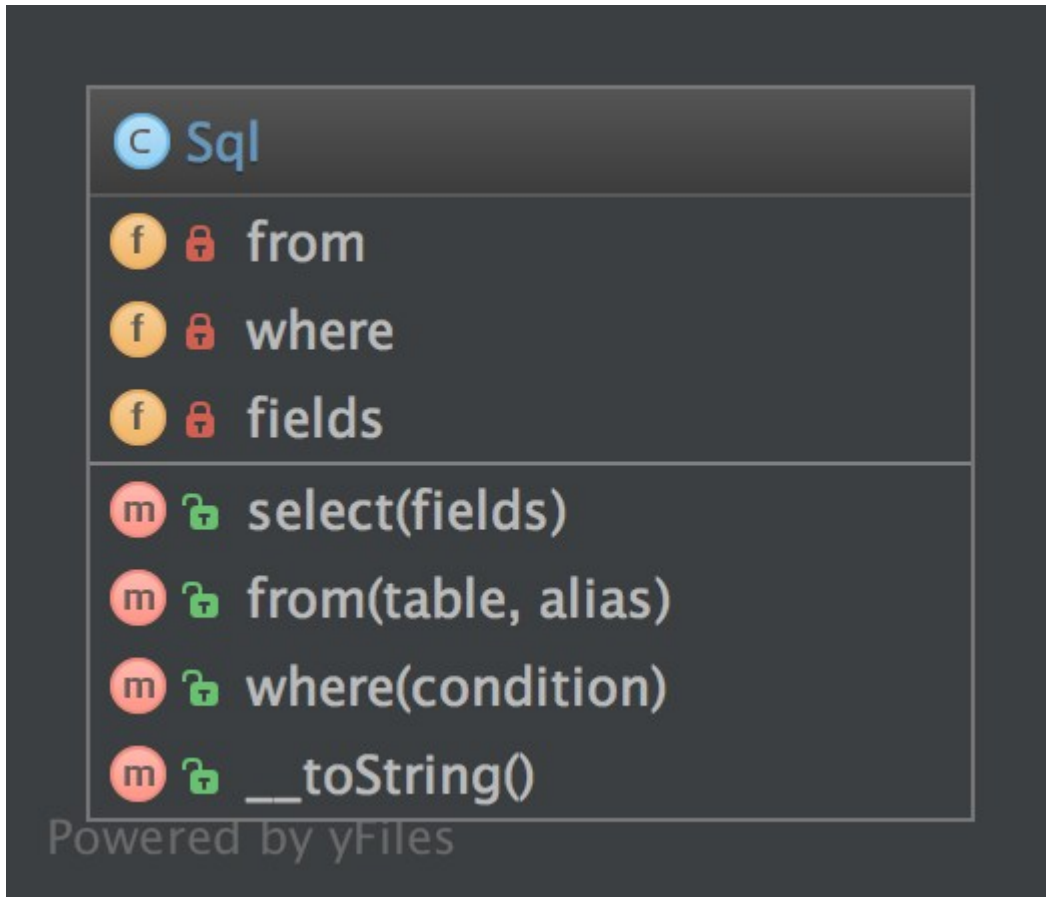 C Sql
f from
f where
f fields
m select(fields)
m from(table, alias)
m where(condition)
m __toString()
Powered by yFiles